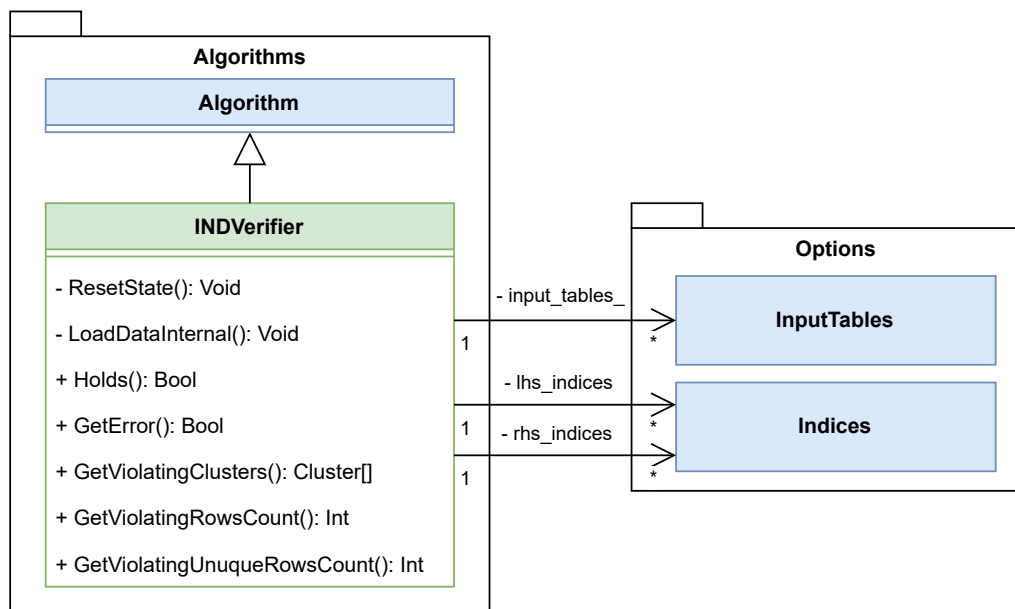 Algorithms
Algorithm
INDVerifier
- ResetState(): Void
- LoadDataInternal(): Void
+ Holds(): Bool
+ GetError(): Bool
+ GetViolatingClusters(): Cluster[]
+ GetViolatingRowsCount(): Int
+ GetViolatingUnuqueRowsCount(): Int
- input_tables_
1
*
- lhs_indices
1
*
- rhs_indices
1
*
Options
InputTables
Indices